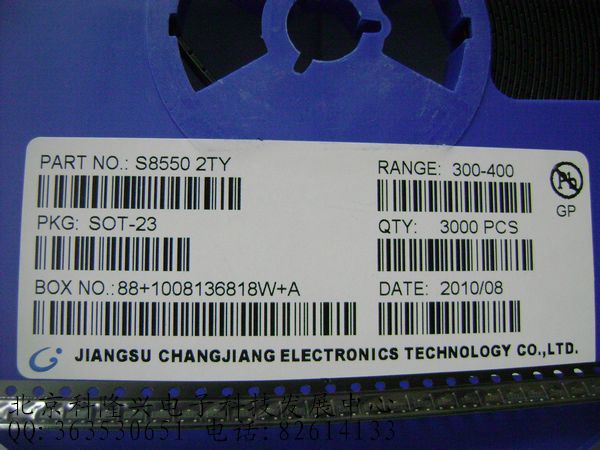 PART NO.: S8550 2TY
RANGE: 300-400
Pb
GP
PKG: SOT-23
QTY: 3000 PCS
BOX NO.:88+1008136818W+A
DATE: 2010/08
JIANGSU CHANGJIANG ELECTRONICS TECHNOLOGY CO.,LTD.
北京科隆兴电子科技发展中心
QQ: 363530651 电话: 82614133